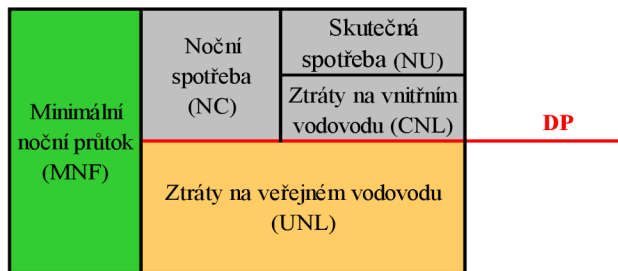 Minimální
noční průtok
(MNF)
Noční
spotřeba
(NC)
Skutečná
spotřeba (NU)
Ztráty na vnitřním
vodovodu (CNL)
DP
Ztráty na veřejném vodovodu
(UNL)